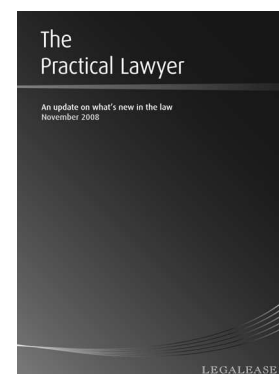 The
Practical Lawyer
An update on what's new in the law
November 2008
LEGALEASE